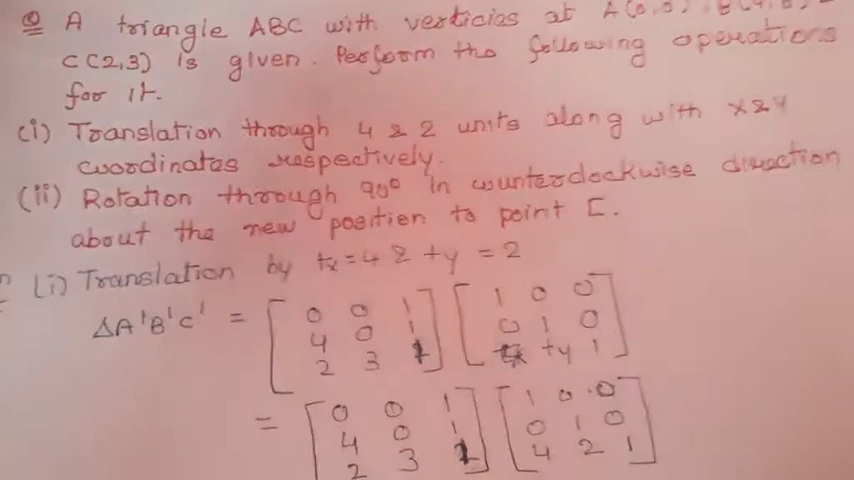 Q A triangle ABC with verticies at A(0,0), B(4,0) &
C(2,3) is given. Perform the following operations
for it.
(i) Translation through 4 & 2 units along with x & y
coordinates respectively.
(ii) Rotation through 90° in counterclockwise direction
about the new position to point C.
(i) Translation by tx = 4 & ty = 2
ΔA'B'C' = [ 0 0 1 ] [ 1 0 0 ]
4 0 1 0 1 0
2 3 1 tx ty 1
= [ 0 0 1 ] [ 1 0 0 ]
4 0 1 0 1 0
2 3 1 4 2 1